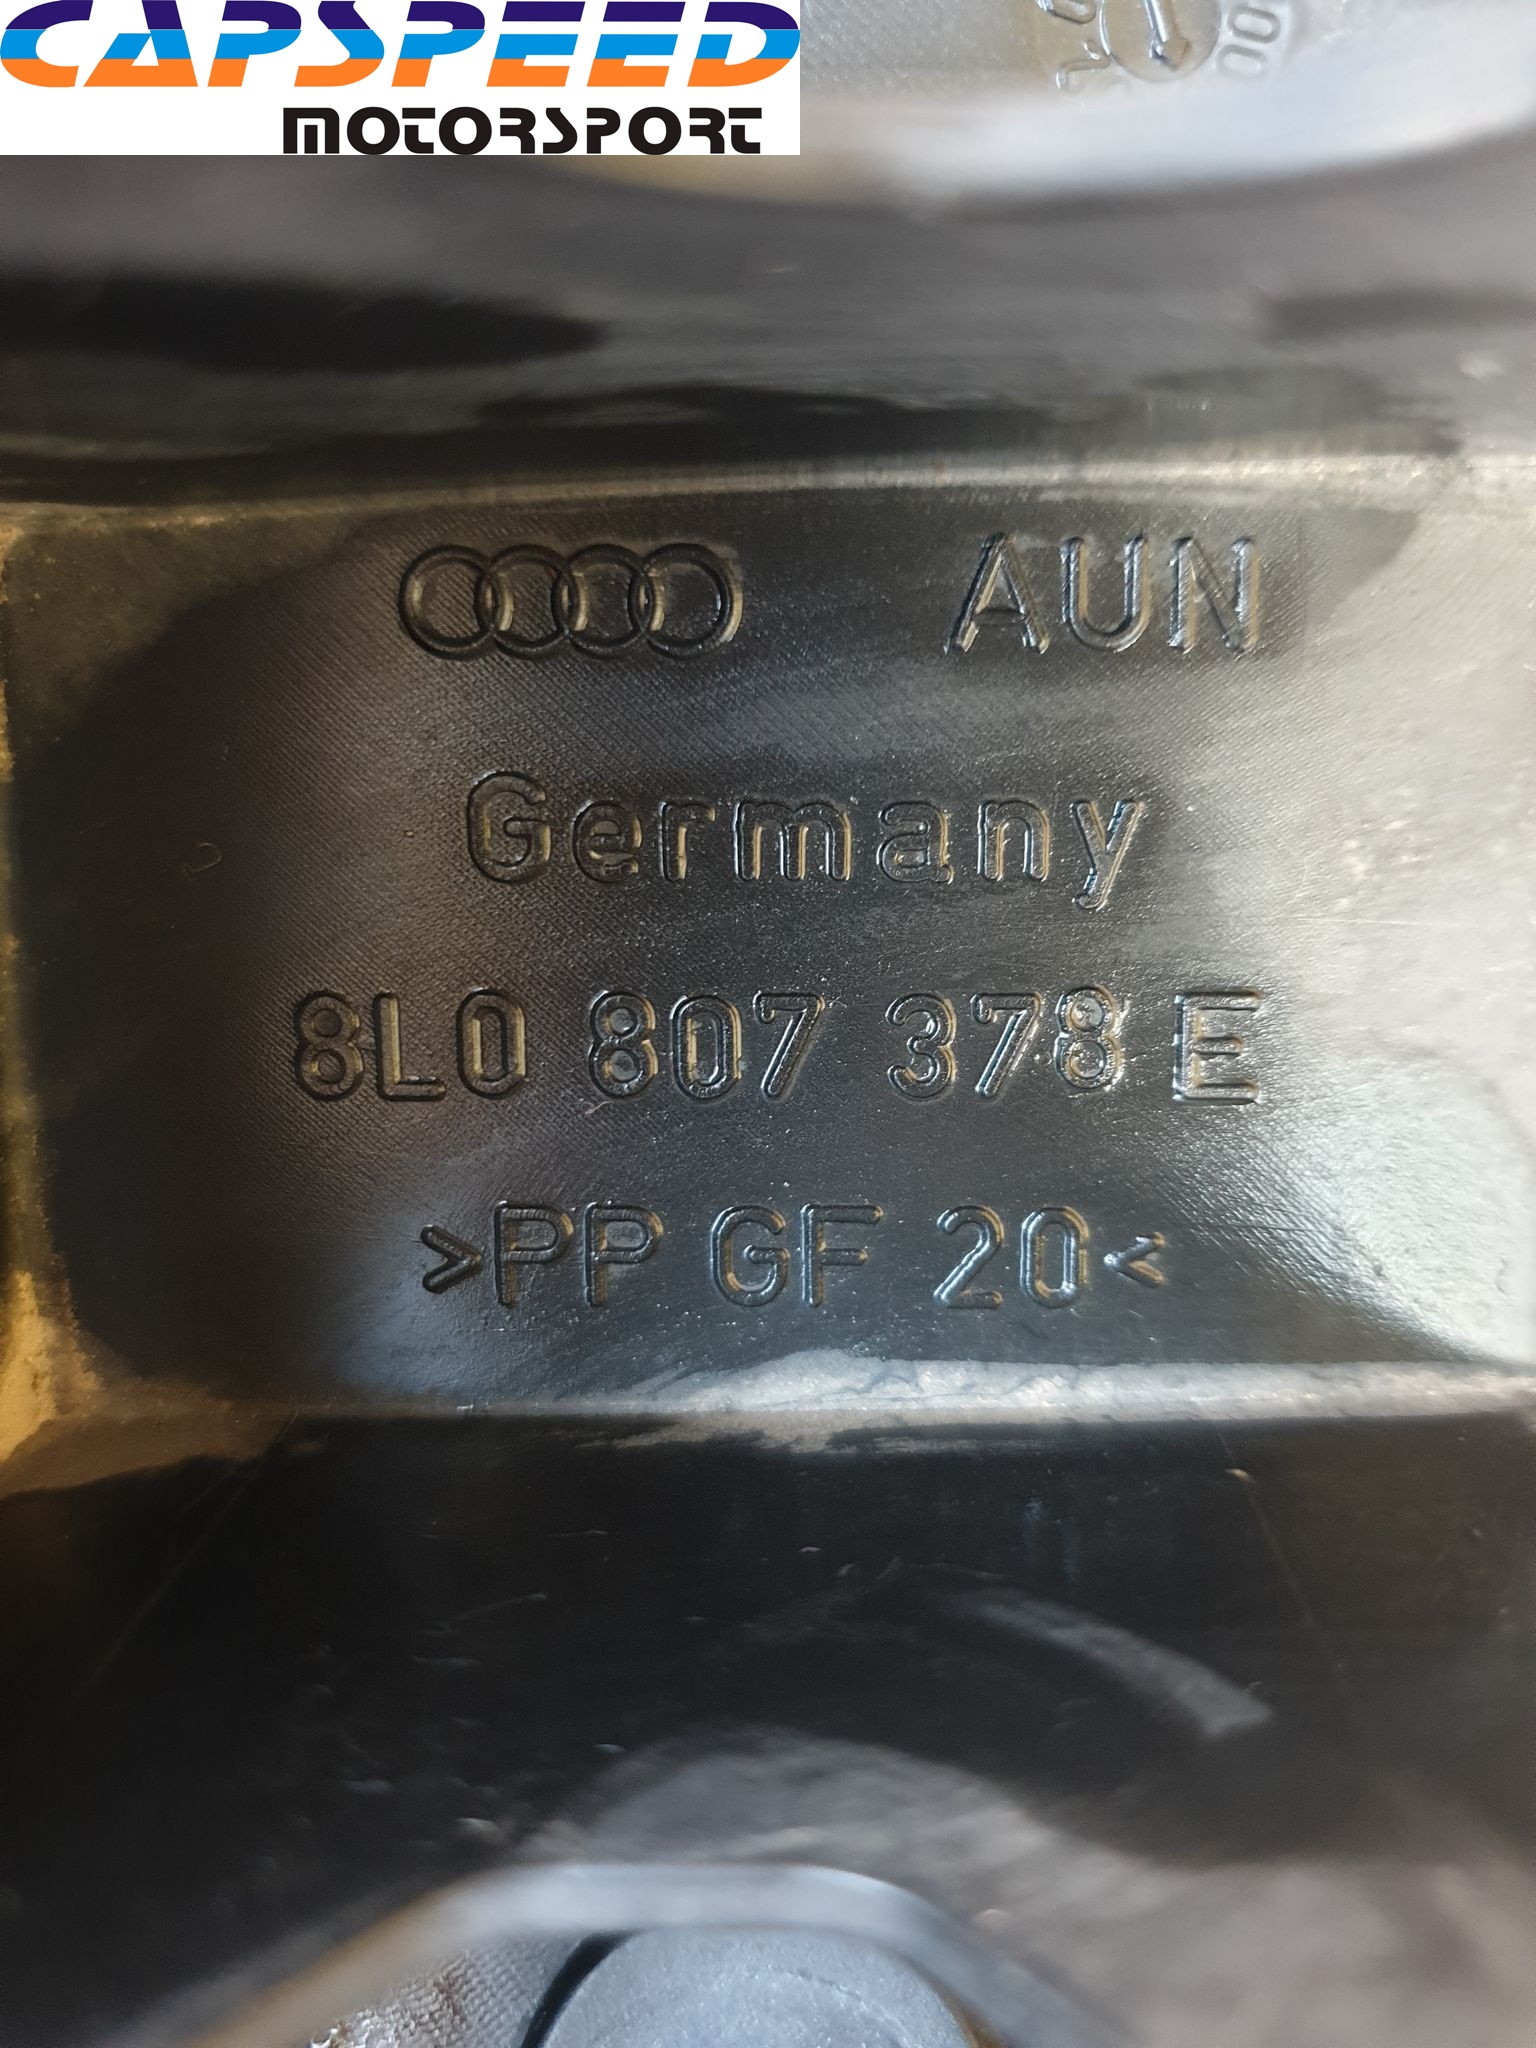 CAPSPEED
MOTORSPORT
AUN
Germany
8L0 807 378 E
>PP GF 20<